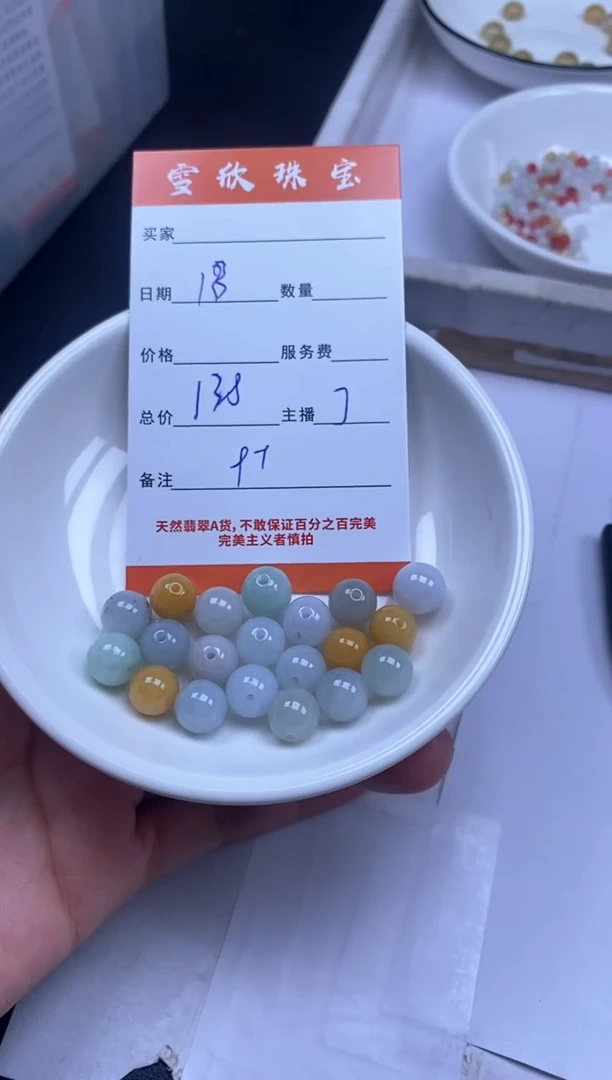 雪欣珠宝
买家
日期 18 数量
价格 服务费
总价 138 主播
备注
天然翡翠A货，不敢保证百分之百完美
完美主义者慎拍